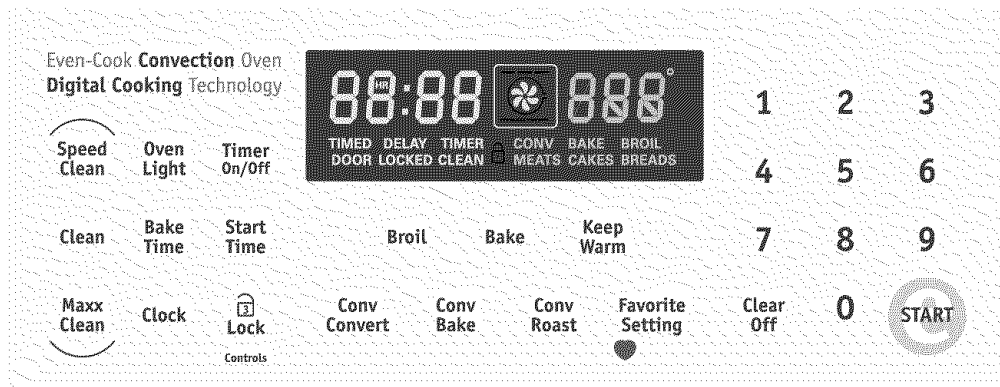 Even-Cook Convection Oven
Digital Cooking Technology
88:88 888°
HR
TIMED DELAY TIMER CONV BAKE BROIL
DOOR LOCKED CLEAN MEATS CAKES BREADS
1 2 3
Speed Clean
Oven Light
Timer On/Off
4 5 6
Clean
Bake Time
Start Time
Broil
Bake
Keep Warm
7 8 9
Maxx Clean
Clock
3
Lock
Controls
Conv Convert
Conv Bake
Conv Roast
Favorite Setting
Clear Off
0
START